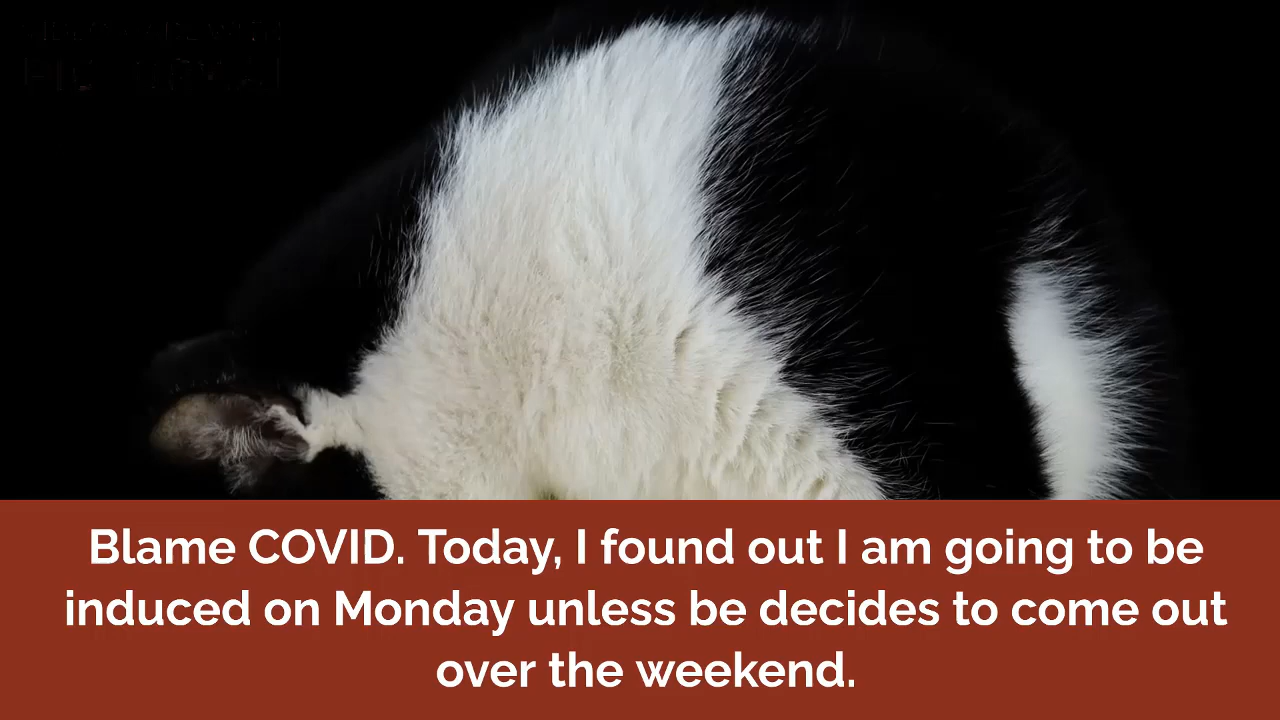 Blame COVID. Today, I found out I am going to be
induced on Monday unless be decides to come out
over the weekend.